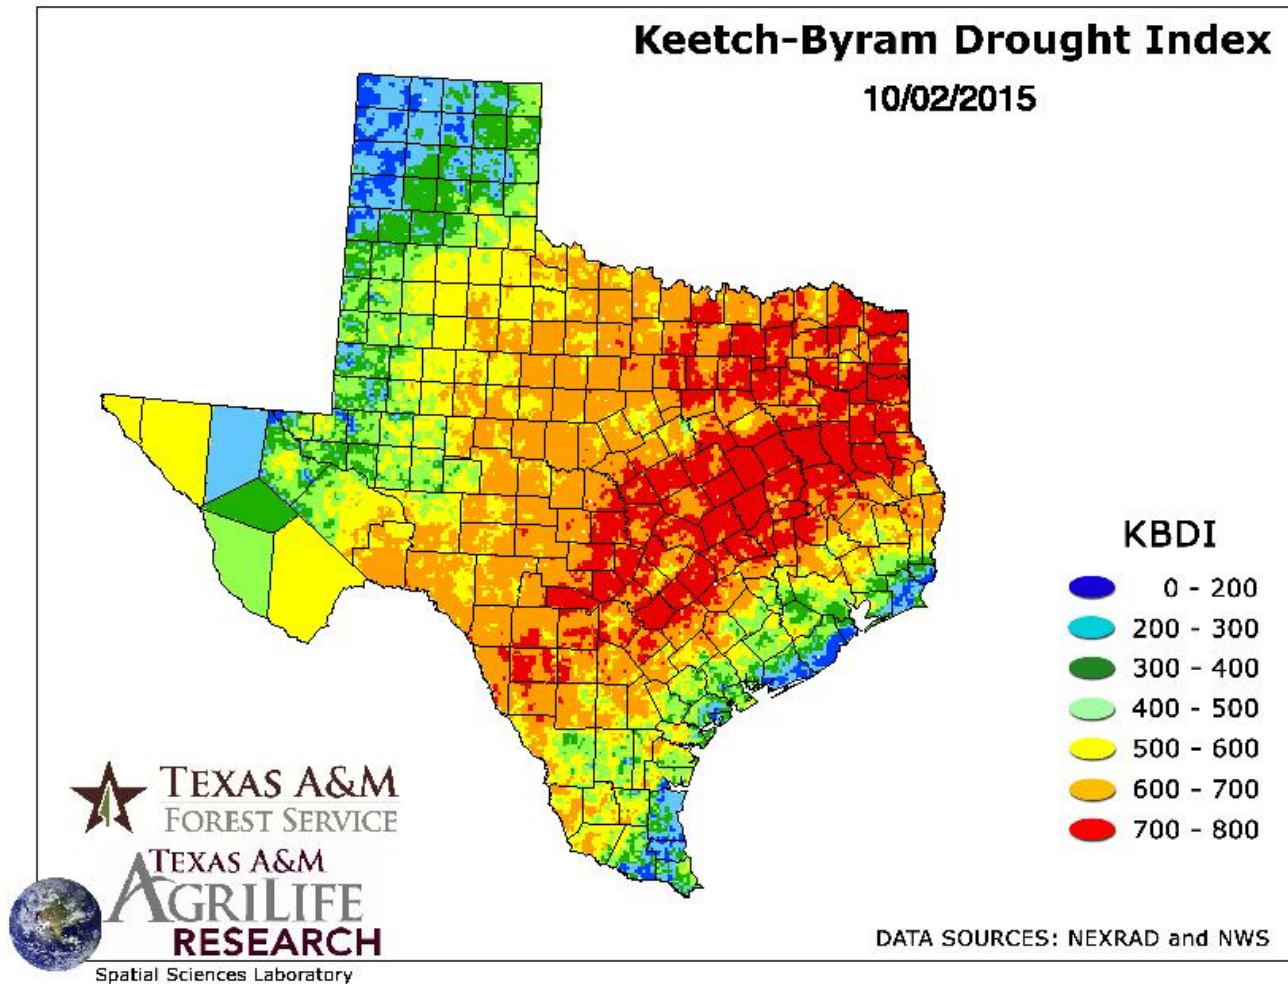 Keetch-Byram Drought Index
10/02/2015
KBDI
0 - 200
200 - 300
300 - 400
400 - 500
500 - 600
600 - 700
700 - 800
TEXAS A&M
FOREST SERVICE
TEXAS A&M
AGRILIFE
RESEARCH
Spatial Sciences Laboratory
DATA SOURCES: NEXRAD and NWS